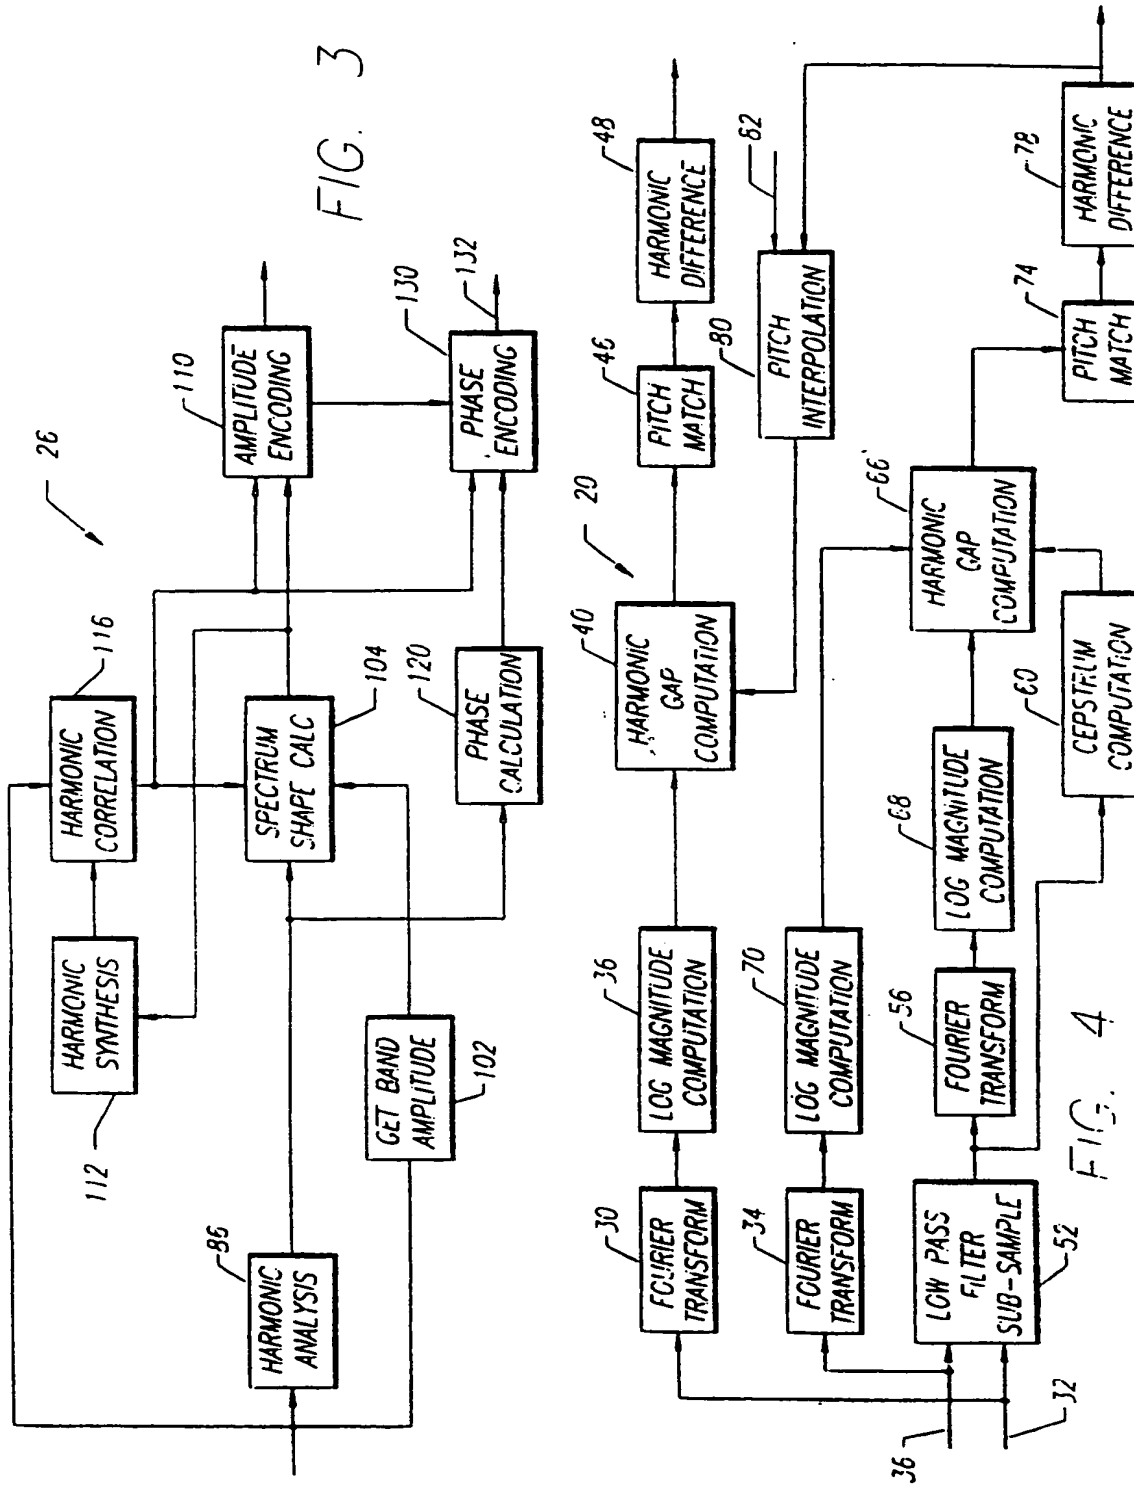 FIG. 3
26
HARMONIC
ANALYSIS
86
HARMONIC
SYNTHESIS
112
HARMONIC
CORRELATION
116
GET BAND
AMPLITUDE
102
SPECTRUM
SHAPE CALC
104
PHASE
CALCULATION
120
AMPLITUDE
ENCODING
110
PHASE
ENCODING
130
132
FIG. 4
20
36
32
FOURIER
TRANSFORM
30
LOG MAGNITUDE
COMPUTATION
36
HARMONIC
GAP
COMPUTATION
40
PITCH
MATCH
46
HARMONIC
DIFFERENCE
48
FOURIER
TRANSFORM
34
LOG MAGNITUDE
COMPUTATION
70
PITCH
INTERPOLATION
80
82
LOW PASS
FILTER
SUB-SAMPLE
52
FOURIER
TRANSFORM
56
LOG MAGNITUDE
COMPUTATION
68
CEPSTRUM
COMPUTATION
60
HARMONIC
GAP
COMPUTATION
66
PITCH
MATCH
74
HARMONIC
DIFFERENCE
78